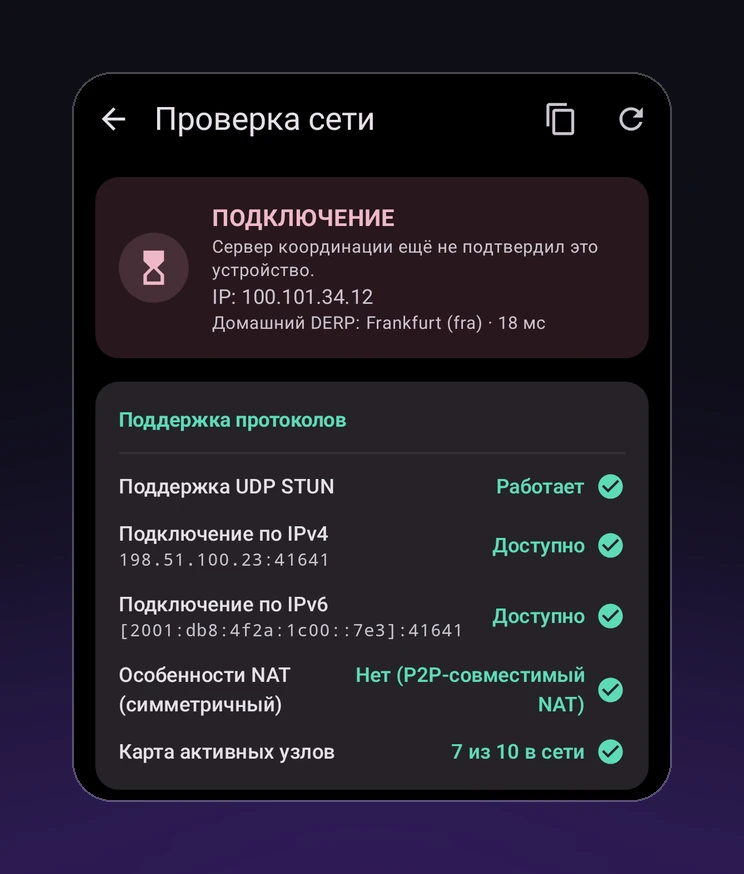 Проверка сети
ПОДКЛЮЧЕНИЕ
Сервер координации ещё не подтвердил это
устройство.
IP: 100.101.34.12
Домашний DERP: Frankfurt (fra) · 18 мс
Поддержка протоколов
Поддержка UDP STUN Работает
Подключение по IPv4
198.51.100.23:41641
Доступно
Подключение по IPv6
[2001:db8:4f2a:1c00::7e3]:41641
Доступно
Особенности NAT
(симметричный)
Нет (P2P-совместимый
NAT)
Карта активных узлов 7 из 10 в сети